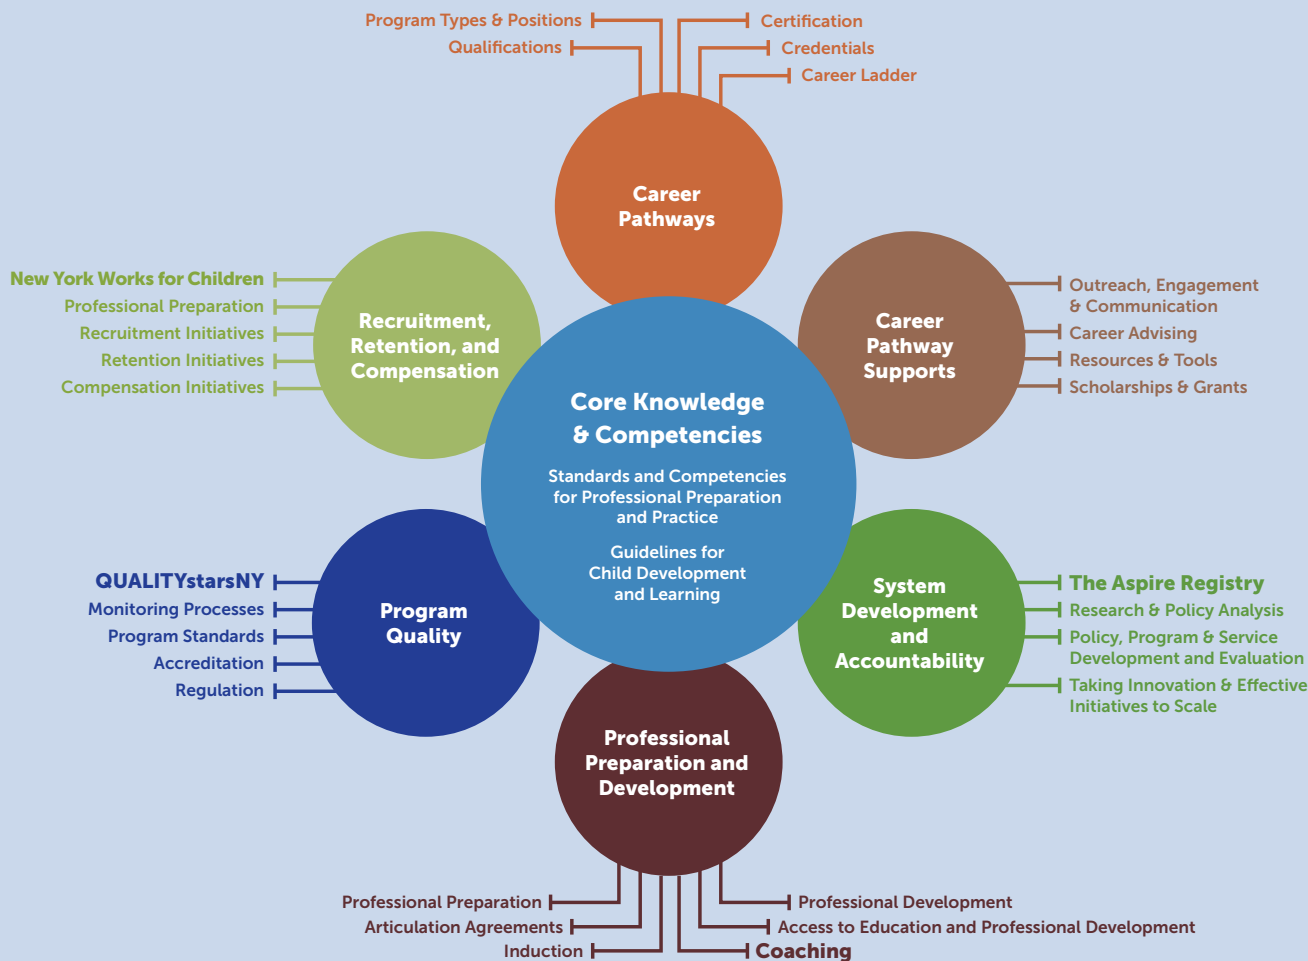 Program Types & Positions
Qualifications
Certification
Credentials
Career Ladder
Career
Pathways
New York Works for Children
Professional Preparation
Recruitment Initiatives
Retention Initiatives
Compensation Initiatives
Recruitment,
Retention, and
Compensation
Career
Pathway
Supports
Outreach, Engagement
& Communication
Career Advising
Resources & Tools
Scholarships & Grants
Core Knowledge
& Competencies
Standards and Competencies
for Professional Preparation
and Practice
Guidelines for
Child Development
and Learning
QUALITYstarsNY
Monitoring Processes
Program Standards
Accreditation
Regulation
Program
Quality
System
Development
and
Accountability
The Aspire Registry
Research & Policy Analysis
Policy, Program & Service
Development and Evaluation
Taking Innovation & Effective
Initiatives to Scale
Professional
Preparation and
Development
Professional Preparation
Articulation Agreements
Induction
Professional Development
Access to Education and Professional Development
Coaching